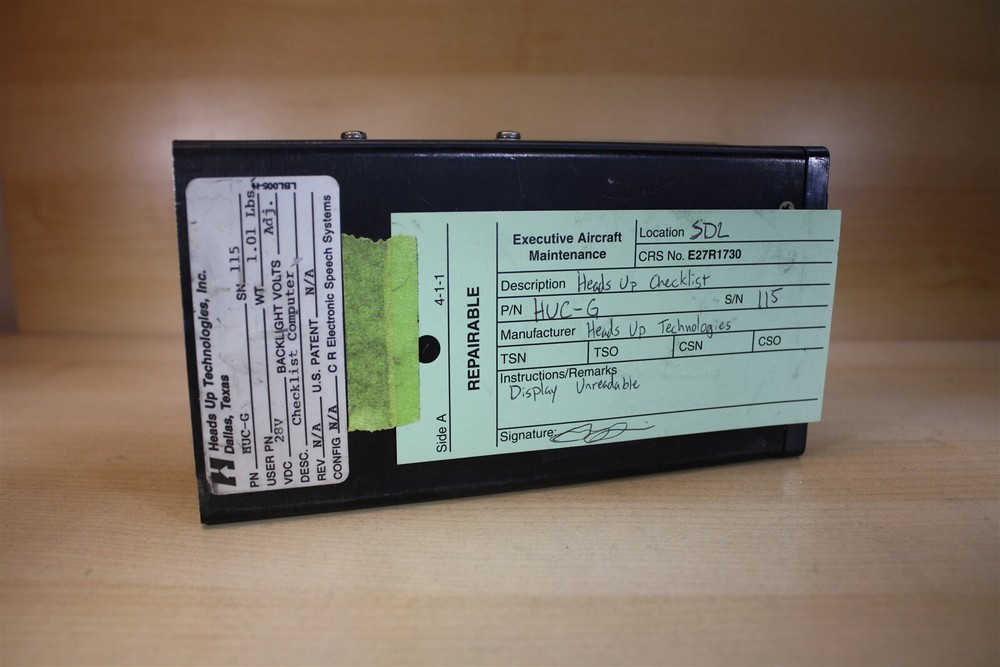 LBL005-H
Heads Up Technologies, Inc.
Dallas, Texas
PN HUC-G SN 115
USER PN WT. 1.01 Lbs.
VDC 28V BACKLIGHT VOLTS Adj.
DESC. Checklist Computer
REV. N/A U.S. PATENT N/A
CONFIG N/A C R Electronic Speech Systems
Side A 4-1-1
REPAIRABLE
Executive Aircraft
Maintenance
Location SDL
CRS No. E27R1730
Description Heads Up Checklist
P/N HUC-G S/N 115
Manufacturer Heads Up Technologies
TSN TSO CSN CSO
Instructions/Remarks
Display Unreadable
Signature: